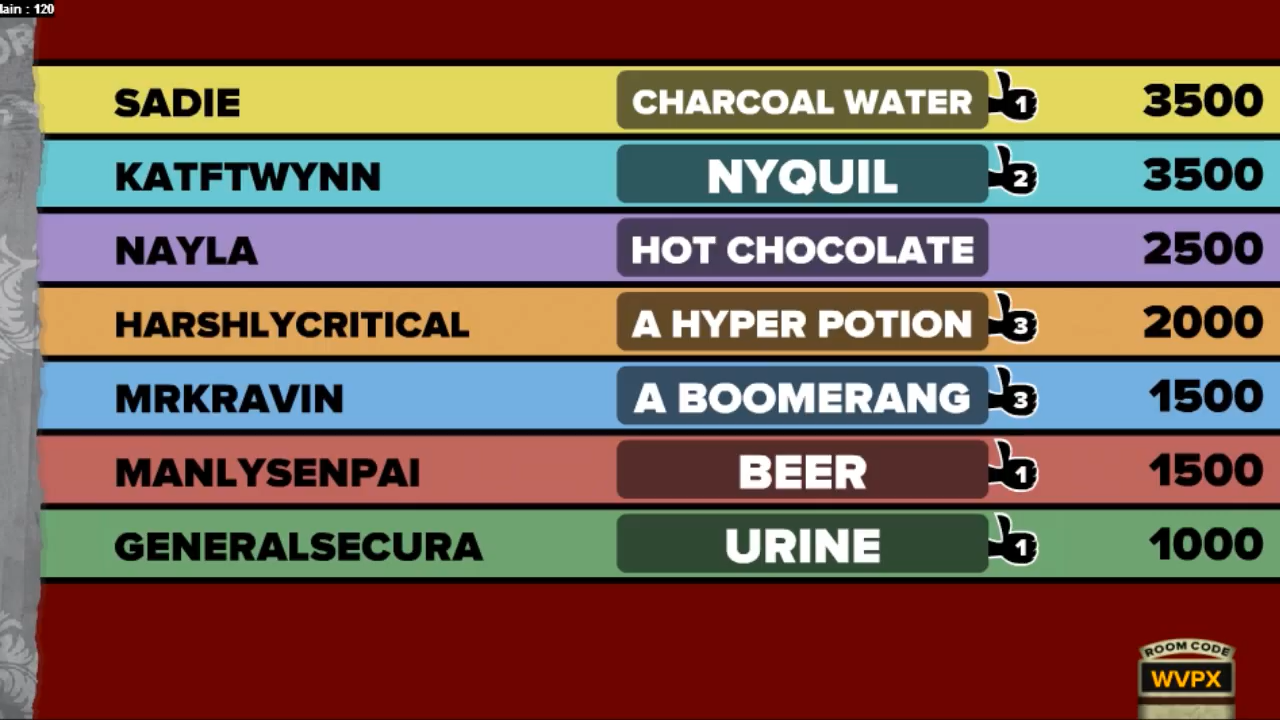 lain : 120
SADIE CHARCOAL WATER 1 3500
KATFTWYNN NYQUIL 2 3500
NAYLA HOT CHOCOLATE 2500
HARSHLYCRITICAL A HYPER POTION 3 2000
MRKRAVIN A BOOMERANG 3 1500
MANLYSENPAI BEER 1 1500
GENERALSECURA URINE 1 1000
ROOM CODE
WVPX